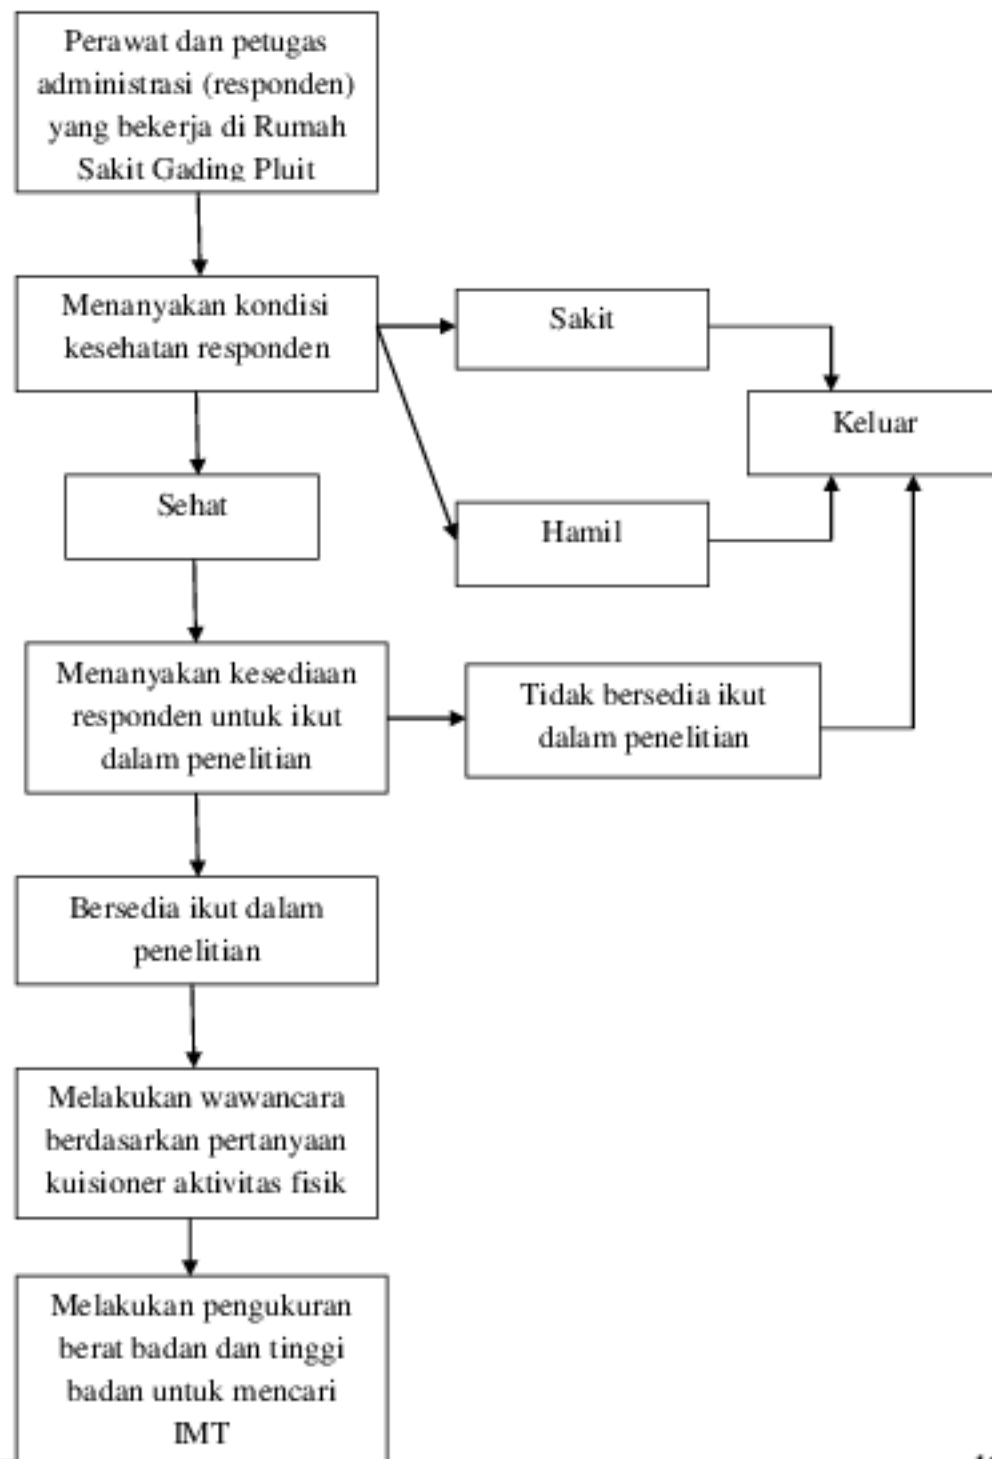 Perawat dan petugas
administrasi (responden)
yang bekerja di Rumah
Sakit Gading Pluit
Menanyakan kondisi
kesehatan responden
Sakit
Keluar
Sehat
Hamil
Menanyakan kesediaan
responden untuk ikut
dalam penelitian
Tidak bersedia ikut
dalam penelitian
Bersedia ikut dalam
penelitian
Melakukan wawancara
berdasarkan pertanyaan
kuisioner aktivitas fisik
Melakukan pengukuran
berat badan dan tinggi
badan untuk mencari
IMT